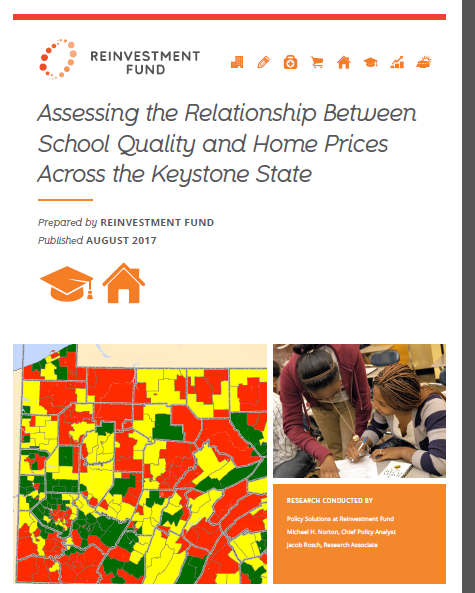 REINVESTMENT
FUND
Assessing the Relationship Between
School Quality and Home Prices
Across the Keystone State
Prepared by REINVESTMENT FUND
Published AUGUST 2017
RESEARCH CONDUCTED BY
Policy Solutions at Reinvestment Fund
Michael H. Norton, Chief Policy Analyst
Jacob Rosch, Research Associate